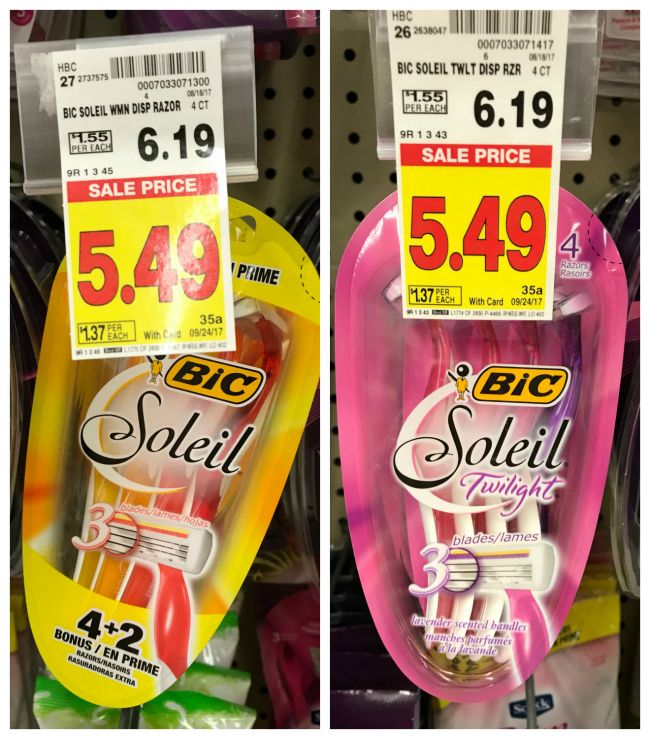 HBC
27 2737575
0007033071300
4 08/18/17
BIC SOLEIL WMN DISP RAZOR 4 CT
$1.55 PER EACH
6.19
9R 1 3 45
SALE PRICE
5.49
$1.37 PER EACH
With Card
35a
09/24/17
PRIME
BIC
Soleil
3 blades/lames/hojas
4+2
BONUS / EN PRIME
RAZORS/RASOIRS
RASURADORAS EXTRA
HBC
26 2638047
0007033071417
6 08/18/17
BIC SOLEIL TWLT DISP RZR 4 CT
$1.55 PER EACH
6.19
9R 1 3 43
SALE PRICE
5.49
$1.37 PER EACH
With Card
35a
09/24/17
4
Razors
Rasoirs
BIC
Soleil
Twilight
3 blades/lames
lavender scented handles
manches parfumés
à la lavande
Schick